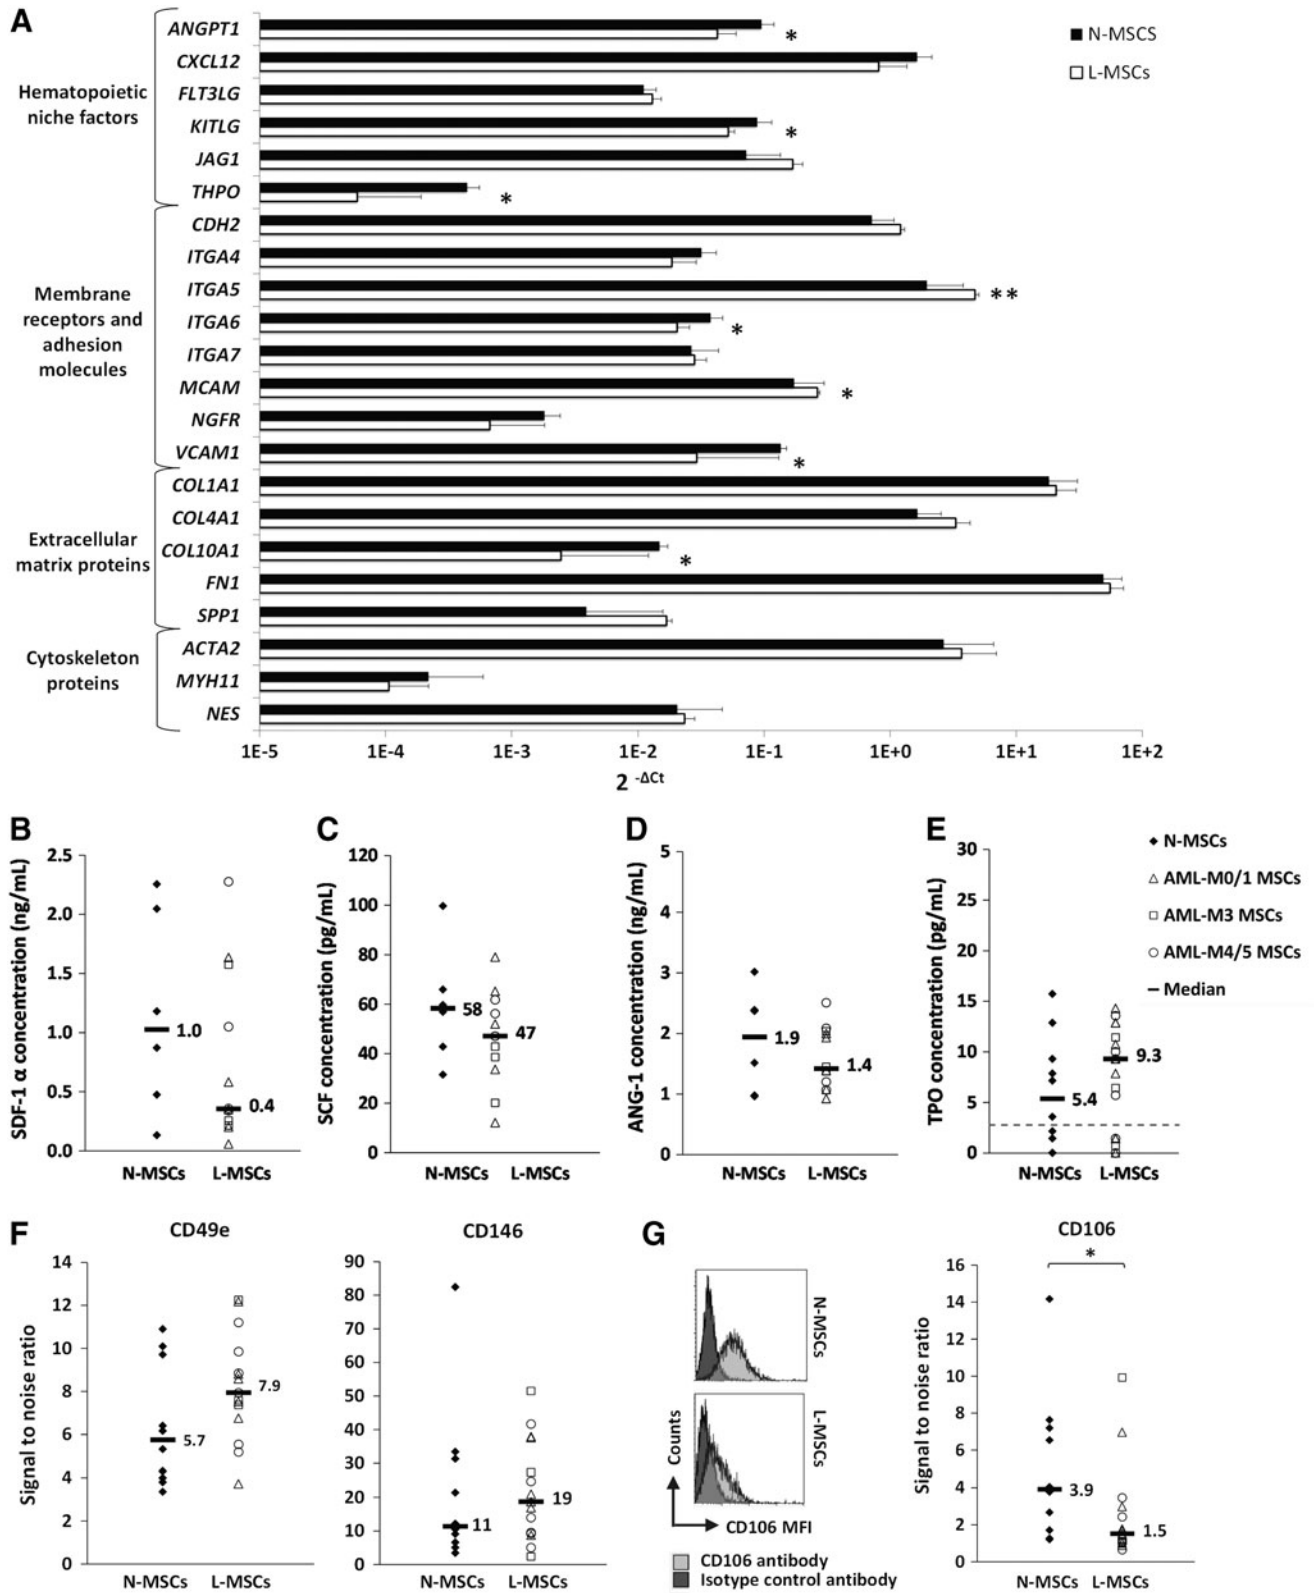 A
N-MSCS
L-MSCs
Hematopoietic
niche factors
ANGPT1
CXCL12
FLT3LG
KITLG
JAG1
THPO
*
*
*
Membrane
receptors and
adhesion
molecules
CDH2
ITGA4
ITGA5
ITGA6
ITGA7
MCAM
NGFR
VCAM1
**
*
*
*
Extracellular
matrix proteins
COL1A1
COL4A1
COL10A1
FN1
SPP1
*
Cytoskeleton
proteins
ACTA2
MYH11
NES
1E-5 1E-4 1E-3 1E-2 1E-1 1E+0 1E+1 1E+2
2 -ΔCt
B
SDF-1 α concentration (ng/mL)
2.5
2.0
1.5
1.0
0.5
0.0
1.0
0.4
N-MSCs L-MSCs
C
SCF concentration (pg/mL)
120
100
80
60
40
20
0
58
47
N-MSCs L-MSCs
D
ANG-1 concentration (ng/mL)
5
4
3
2
1
0
1.9
1.4
N-MSCs L-MSCs
E
TPO concentration (pg/mL)
30
25
20
15
10
5
0
5.4
9.3
N-MSCs L-MSCs
N-MSCs
AML-M0/1 MSCs
AML-M3 MSCs
AML-M4/5 MSCs
Median
F
CD49e
Signal to noise ratio
14
12
10
8
6
4
2
0
5.7
7.9
N-MSCs L-MSCs
CD146
90
80
70
60
50
40
30
20
10
0
11
19
N-MSCs L-MSCs
G
N-MSCs
L-MSCs
Counts
CD106 MFI
CD106 antibody
Isotype control antibody
CD106
*
Signal to noise ratio
16
14
12
10
8
6
4
2
0
3.9
1.5
N-MSCs L-MSCs